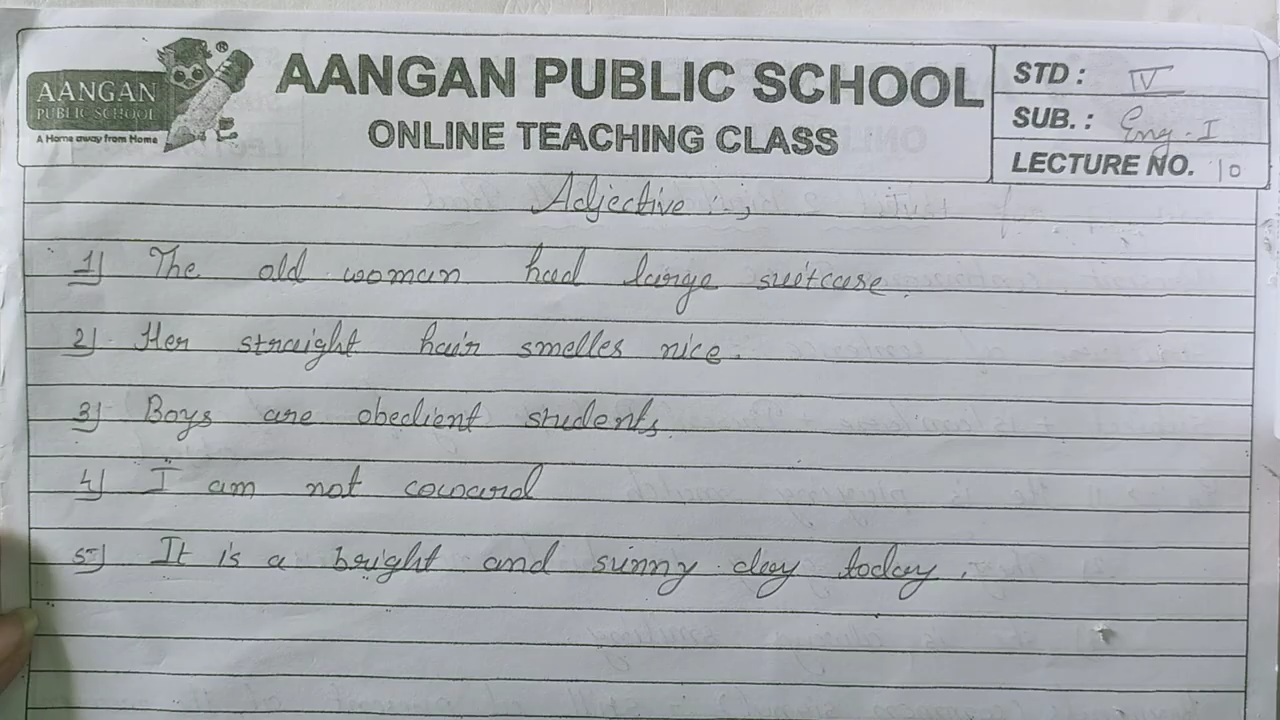 AANGAN
PUBLIC SCHOOL
A Home away from Home
®
AANGAN PUBLIC SCHOOL
ONLINE TEACHING CLASS
STD : IV
SUB. : Eng. I
LECTURE NO. 10
Adjective :-
1) The old woman had large suitcase.
2) Her straight hair smelles nice.
3) Boys are obedient students.
4) I am not coward
5) It is a bright and sunny day today.